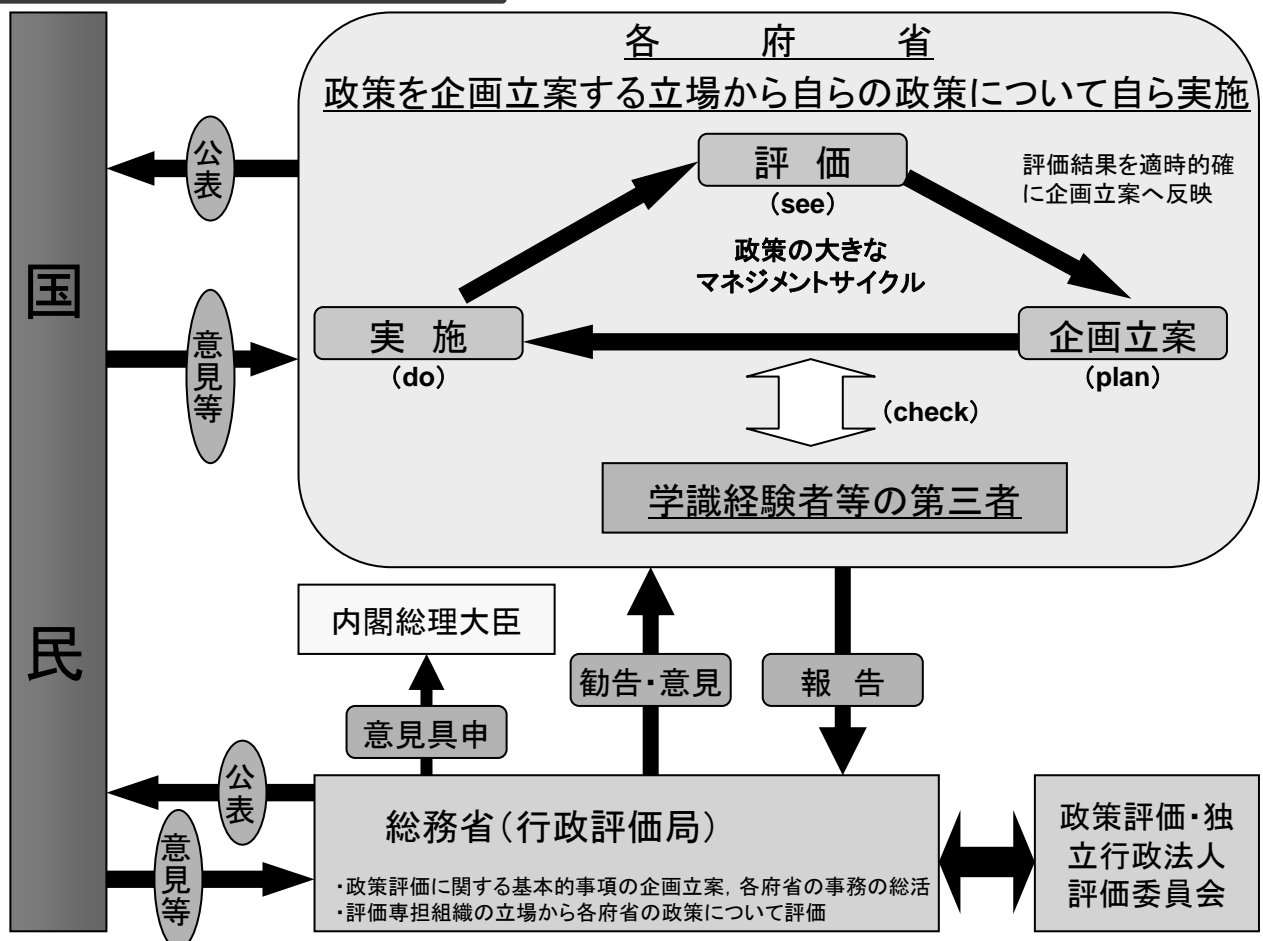 各 府 省
政策を企画立案する立場から自らの政策について自ら実施
公表
評 価
(see)
評価結果を適時的確
に企画立案へ反映
政策の大きな
マネジメントサイクル
国民
意見等
実 施
(do)
企画立案
(plan)
(check)
学識経験者等の第三者
内閣総理大臣
勧告・意見
報 告
意見具申
公表
意見等
総務省(行政評価局)
・政策評価に関する基本的事項の企画立案, 各府省の事務の総活
・評価専担組織の立場から各府省の政策について評価
政策評価・独
立行政法人
評価委員会